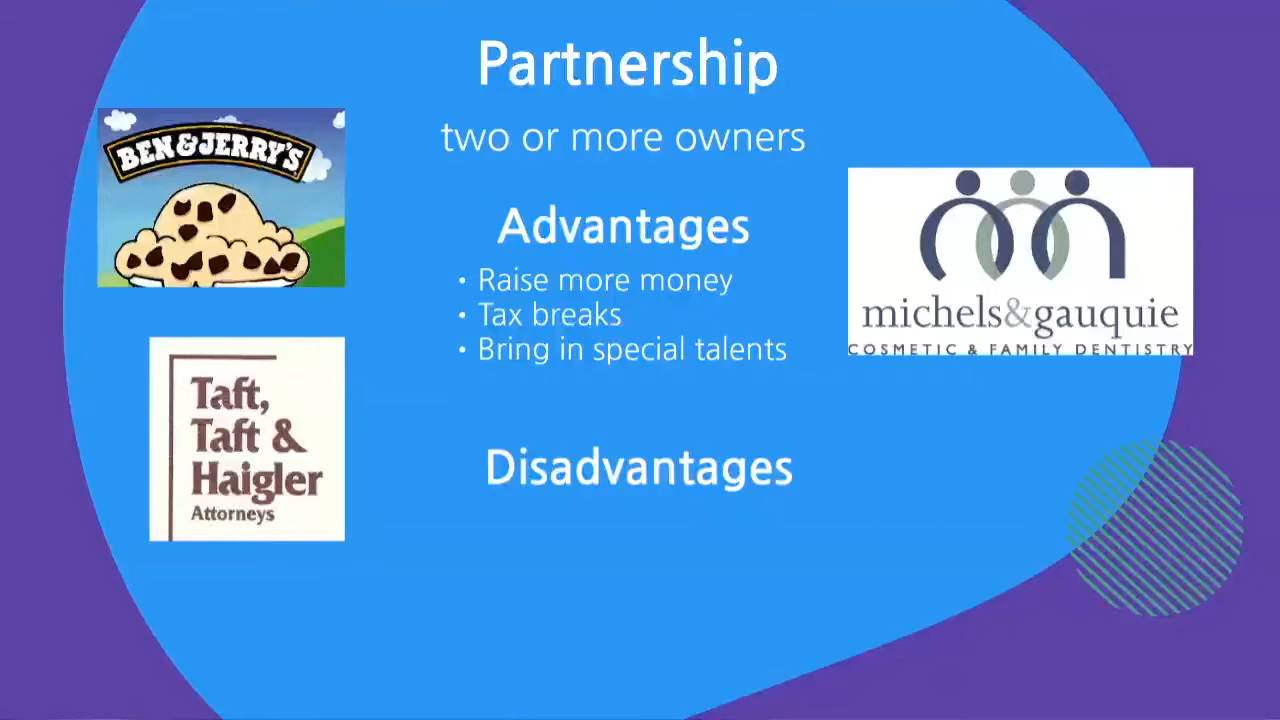 Partnership
two or more owners
BEN & JERRY'S
Advantages
• Raise more money
• Tax breaks
• Bring in special talents
michels&gauquie
COSMETIC & FAMILY DENTISTRY
Taft,
Taft &
Haigler
Attorneys
Disadvantages